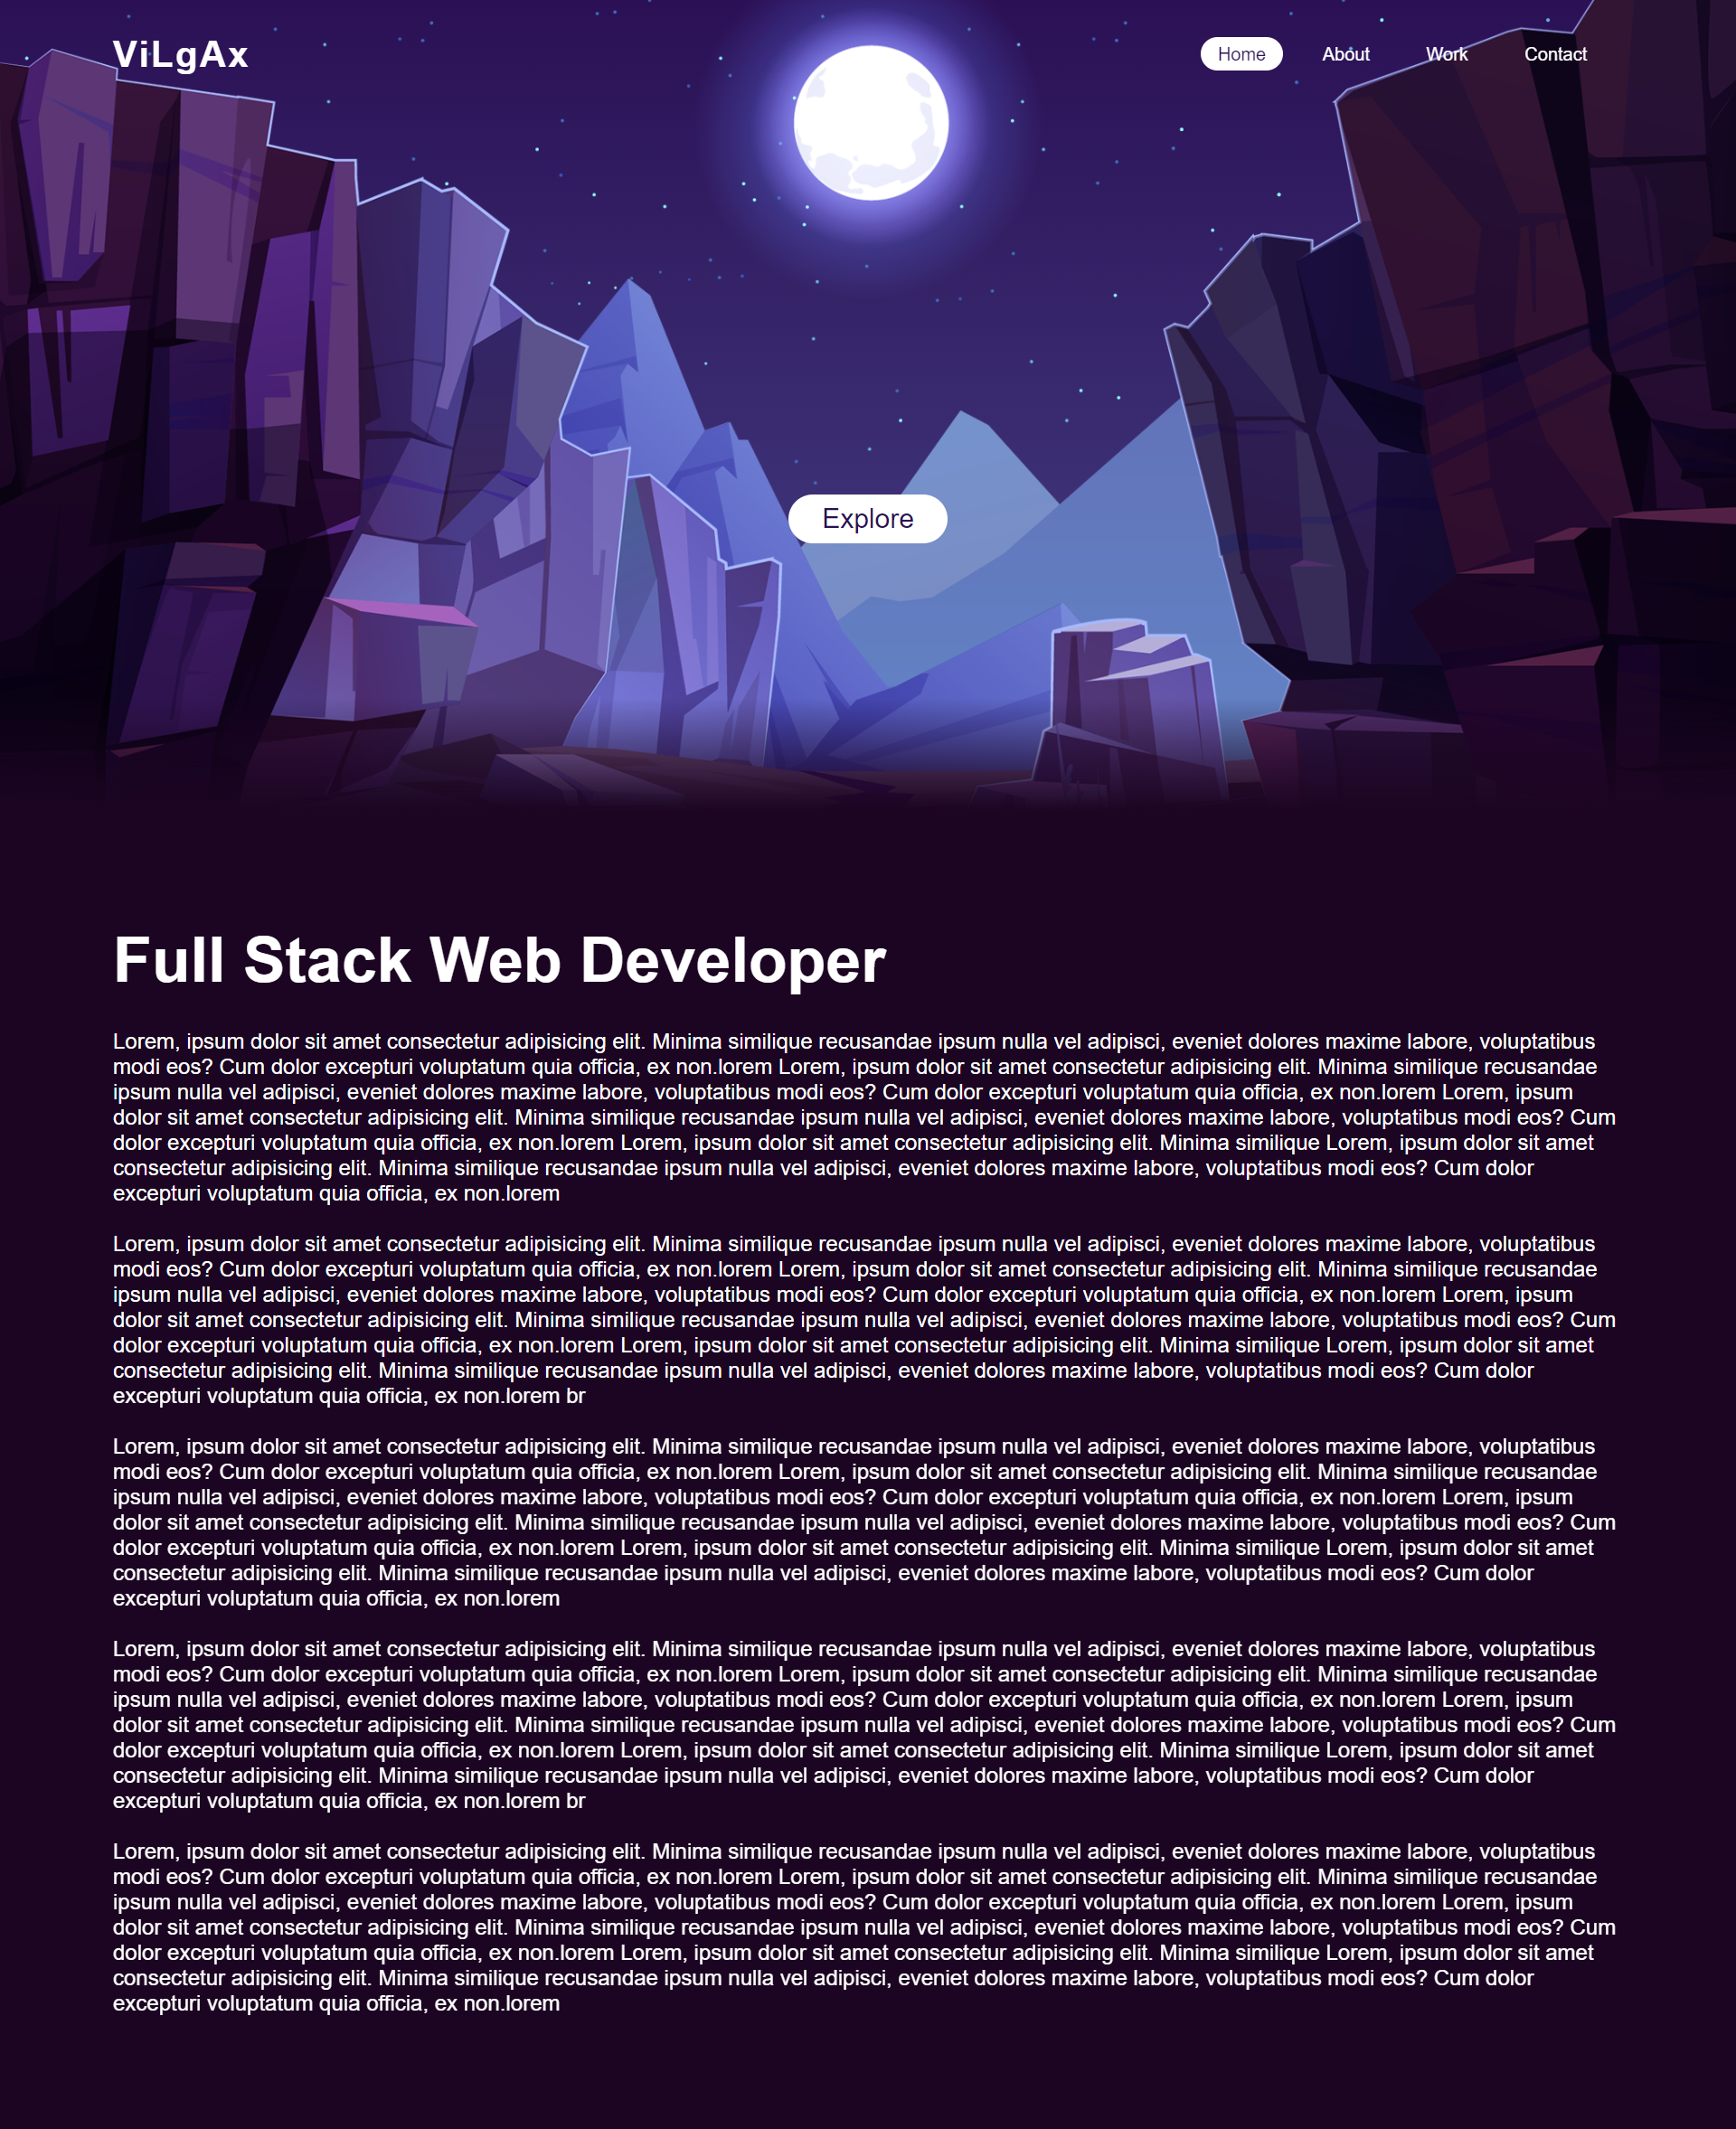 ViLgAx
Home
About
Work
Contact
Explore
Full Stack Web Developer
Lorem, ipsum dolor sit amet consectetur adipisicing elit. Minima similique recusandae ipsum nulla vel adipisci, eveniet dolores maxime labore, voluptatibus
modi eos? Cum dolor excepturi voluptatum quia officia, ex non.lorem Lorem, ipsum dolor sit amet consectetur adipisicing elit. Minima similique recusandae
ipsum nulla vel adipisci, eveniet dolores maxime labore, voluptatibus modi eos? Cum dolor excepturi voluptatum quia officia, ex non.lorem Lorem, ipsum
dolor sit amet consectetur adipisicing elit. Minima similique recusandae ipsum nulla vel adipisci, eveniet dolores maxime labore, voluptatibus modi eos? Cum
dolor excepturi voluptatum quia officia, ex non.lorem Lorem, ipsum dolor sit amet consectetur adipisicing elit. Minima similique Lorem, ipsum dolor sit amet
consectetur adipisicing elit. Minima similique recusandae ipsum nulla vel adipisci, eveniet dolores maxime labore, voluptatibus modi eos? Cum dolor
excepturi voluptatum quia officia, ex non.lorem
Lorem, ipsum dolor sit amet consectetur adipisicing elit. Minima similique recusandae ipsum nulla vel adipisci, eveniet dolores maxime labore, voluptatibus
modi eos? Cum dolor excepturi voluptatum quia officia, ex non.lorem Lorem, ipsum dolor sit amet consectetur adipisicing elit. Minima similique recusandae
ipsum nulla vel adipisci, eveniet dolores maxime labore, voluptatibus modi eos? Cum dolor excepturi voluptatum quia officia, ex non.lorem Lorem, ipsum
dolor sit amet consectetur adipisicing elit. Minima similique recusandae ipsum nulla vel adipisci, eveniet dolores maxime labore, voluptatibus modi eos? Cum
dolor excepturi voluptatum quia officia, ex non.lorem Lorem, ipsum dolor sit amet consectetur adipisicing elit. Minima similique Lorem, ipsum dolor sit amet
consectetur adipisicing elit. Minima similique recusandae ipsum nulla vel adipisci, eveniet dolores maxime labore, voluptatibus modi eos? Cum dolor
excepturi voluptatum quia officia, ex non.lorem br
Lorem, ipsum dolor sit amet consectetur adipisicing elit. Minima similique recusandae ipsum nulla vel adipisci, eveniet dolores maxime labore, voluptatibus
modi eos? Cum dolor excepturi voluptatum quia officia, ex non.lorem Lorem, ipsum dolor sit amet consectetur adipisicing elit. Minima similique recusandae
ipsum nulla vel adipisci, eveniet dolores maxime labore, voluptatibus modi eos? Cum dolor excepturi voluptatum quia officia, ex non.lorem Lorem, ipsum
dolor sit amet consectetur adipisicing elit. Minima similique recusandae ipsum nulla vel adipisci, eveniet dolores maxime labore, voluptatibus modi eos? Cum
dolor excepturi voluptatum quia officia, ex non.lorem Lorem, ipsum dolor sit amet consectetur adipisicing elit. Minima similique Lorem, ipsum dolor sit amet
consectetur adipisicing elit. Minima similique recusandae ipsum nulla vel adipisci, eveniet dolores maxime labore, voluptatibus modi eos? Cum dolor
excepturi voluptatum quia officia, ex non.lorem
Lorem, ipsum dolor sit amet consectetur adipisicing elit. Minima similique recusandae ipsum nulla vel adipisci, eveniet dolores maxime labore, voluptatibus
modi eos? Cum dolor excepturi voluptatum quia officia, ex non.lorem Lorem, ipsum dolor sit amet consectetur adipisicing elit. Minima similique recusandae
ipsum nulla vel adipisci, eveniet dolores maxime labore, voluptatibus modi eos? Cum dolor excepturi voluptatum quia officia, ex non.lorem Lorem, ipsum
dolor sit amet consectetur adipisicing elit. Minima similique recusandae ipsum nulla vel adipisci, eveniet dolores maxime labore, voluptatibus modi eos? Cum
dolor excepturi voluptatum quia officia, ex non.lorem Lorem, ipsum dolor sit amet consectetur adipisicing elit. Minima similique Lorem, ipsum dolor sit amet
consectetur adipisicing elit. Minima similique recusandae ipsum nulla vel adipisci, eveniet dolores maxime labore, voluptatibus modi eos? Cum dolor
excepturi voluptatum quia officia, ex non.lorem br
Lorem, ipsum dolor sit amet consectetur adipisicing elit. Minima similique recusandae ipsum nulla vel adipisci, eveniet dolores maxime labore, voluptatibus
modi eos? Cum dolor excepturi voluptatum quia officia, ex non.lorem Lorem, ipsum dolor sit amet consectetur adipisicing elit. Minima similique recusandae
ipsum nulla vel adipisci, eveniet dolores maxime labore, voluptatibus modi eos? Cum dolor excepturi voluptatum quia officia, ex non.lorem Lorem, ipsum
dolor sit amet consectetur adipisicing elit. Minima similique recusandae ipsum nulla vel adipisci, eveniet dolores maxime labore, voluptatibus modi eos? Cum
dolor excepturi voluptatum quia officia, ex non.lorem Lorem, ipsum dolor sit amet consectetur adipisicing elit. Minima similique Lorem, ipsum dolor sit amet
consectetur adipisicing elit. Minima similique recusandae ipsum nulla vel adipisci, eveniet dolores maxime labore, voluptatibus modi eos? Cum dolor
excepturi voluptatum quia officia, ex non.lorem